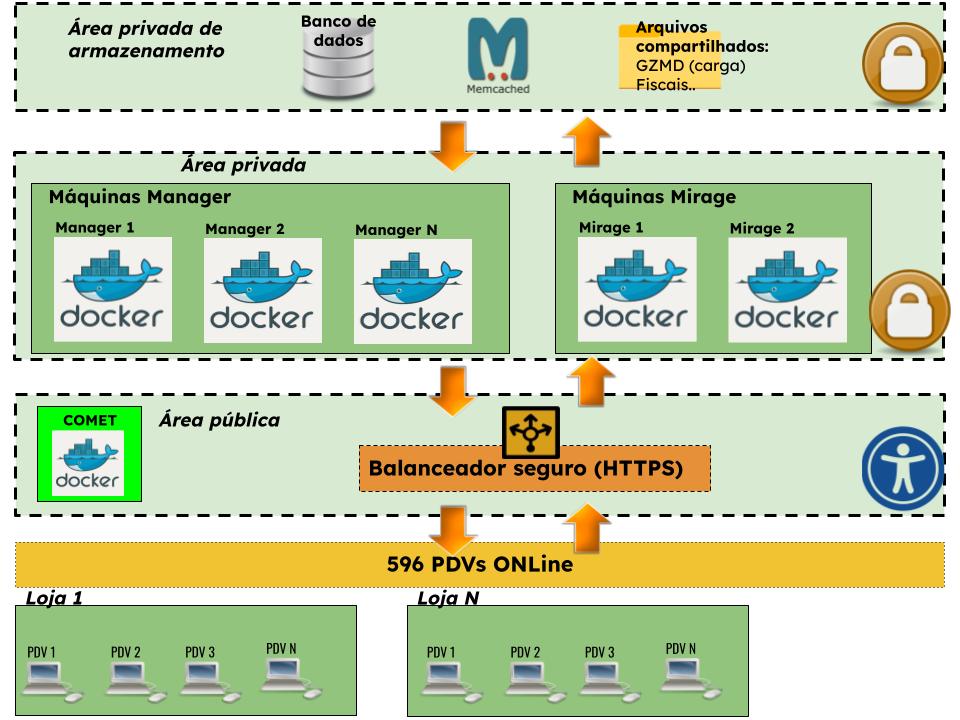 Área privada de
armazenamento
Banco de
dados
Memcached
Arquivos
compartilhados:
GZMD (carga)
Fiscais..
Área privada
Máquinas Manager
Manager 1
Manager 2
Manager N
docker
docker
docker
Máquinas Mirage
Mirage 1
Mirage 2
docker
docker
COMET
docker
Área pública
Balanceador seguro (HTTPS)
596 PDVs ONLine
Loja 1
PDV 1
PDV 2
PDV 3
PDV N
Loja N
PDV 1
PDV 2
PDV 3
PDV N